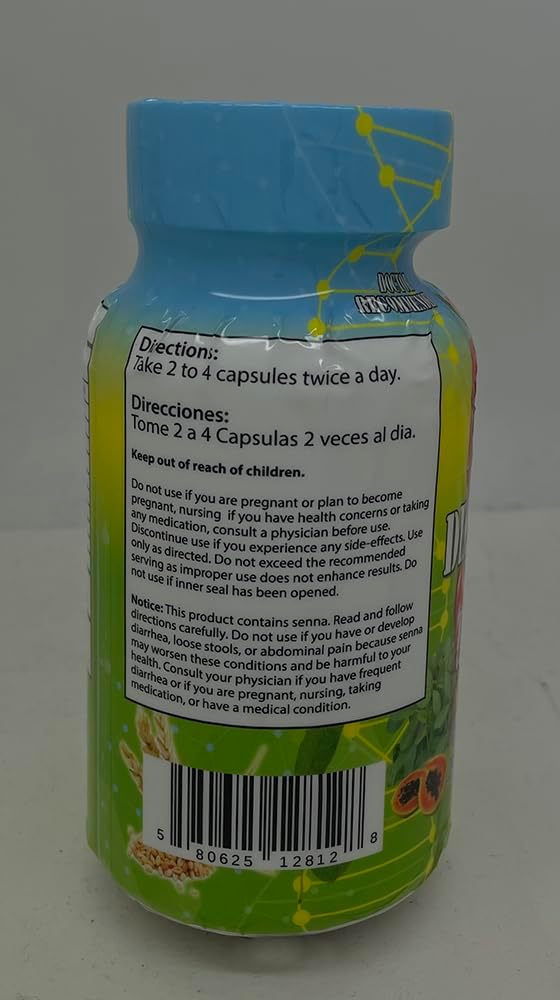 DOCTOR
RECOMMEND
Directions:
Take 2 to 4 capsules twice a day.
Direcciones:
Tome 2 a 4 Capsulas 2 veces al dia.
Keep out of reach of children.
Do not use if you are pregnant or plan to become
pregnant, nursing if you have health concerns or taking
any medication, consult a physician before use.
Discontinue use if you experience any side-effects. Use
only as directed. Do not exceed the recommended
serving as improper use does not enhance results. Do
not use if inner seal has been opened.
Notice: This product contains senna. Read and follow
directions carefully. Do not use if you have or develop
diarrhea, loose stools, or abdominal pain because senna
may worsen these conditions and be harmful to your
health. Consult your physician if you have frequent
diarrhea or if you are pregnant, nursing, taking
medication, or have a medical condition.
5 80625 12812 8